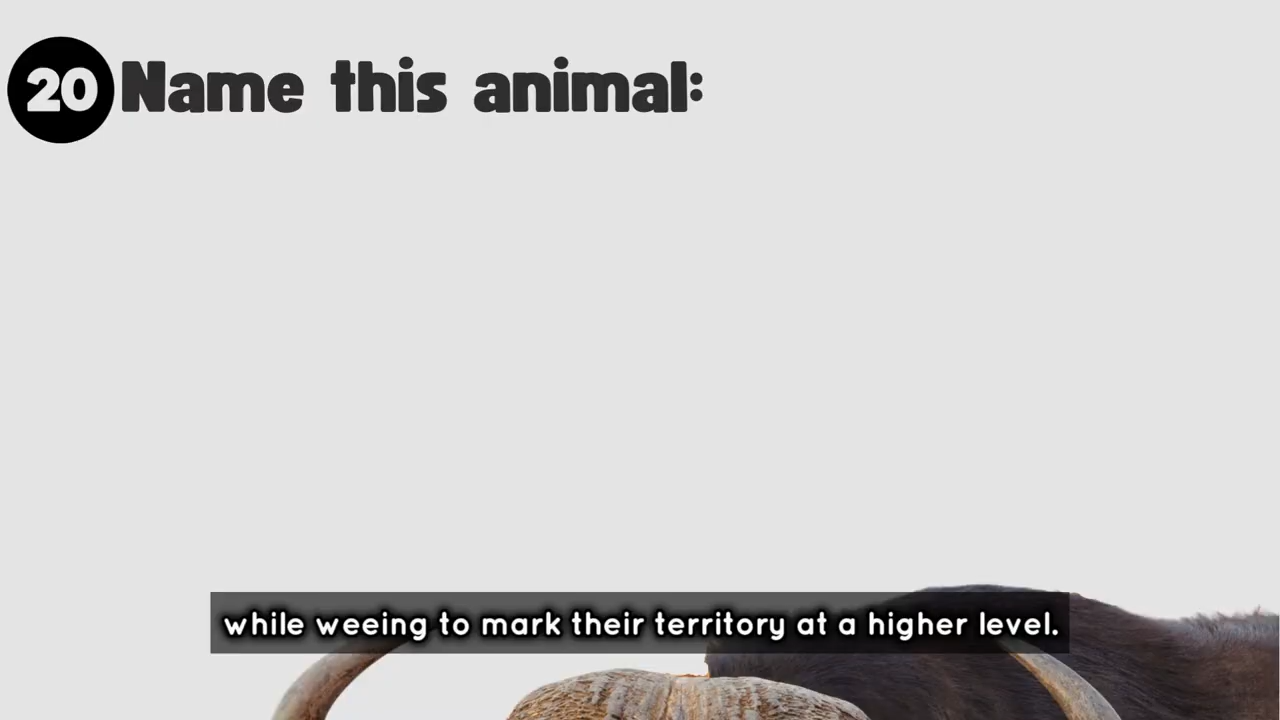 20 Name this animal:
while weeing to mark their territory at a higher level.